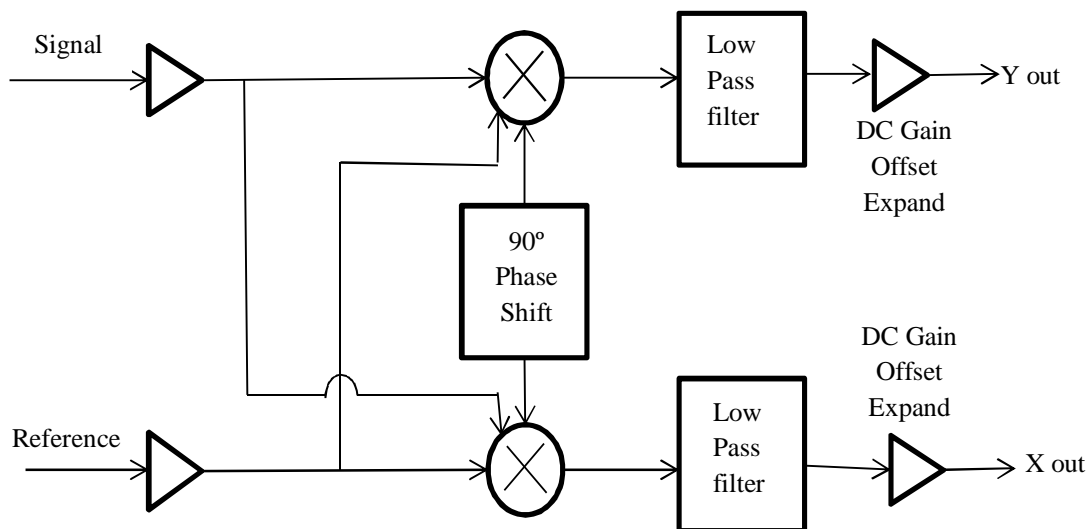 Signal
Low
Pass
filter
Y out
DC Gain
Offset
Expand
90º
Phase
Shift
DC Gain
Offset
Expand
Reference
Low
Pass
filter
X out